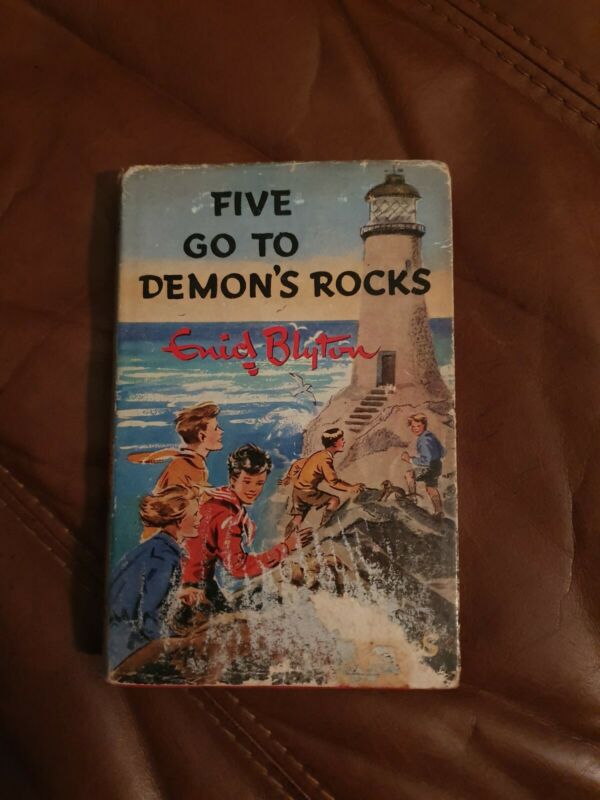 FIVE
GO TO
DEMON'S ROCKS
Enid Blyton
S